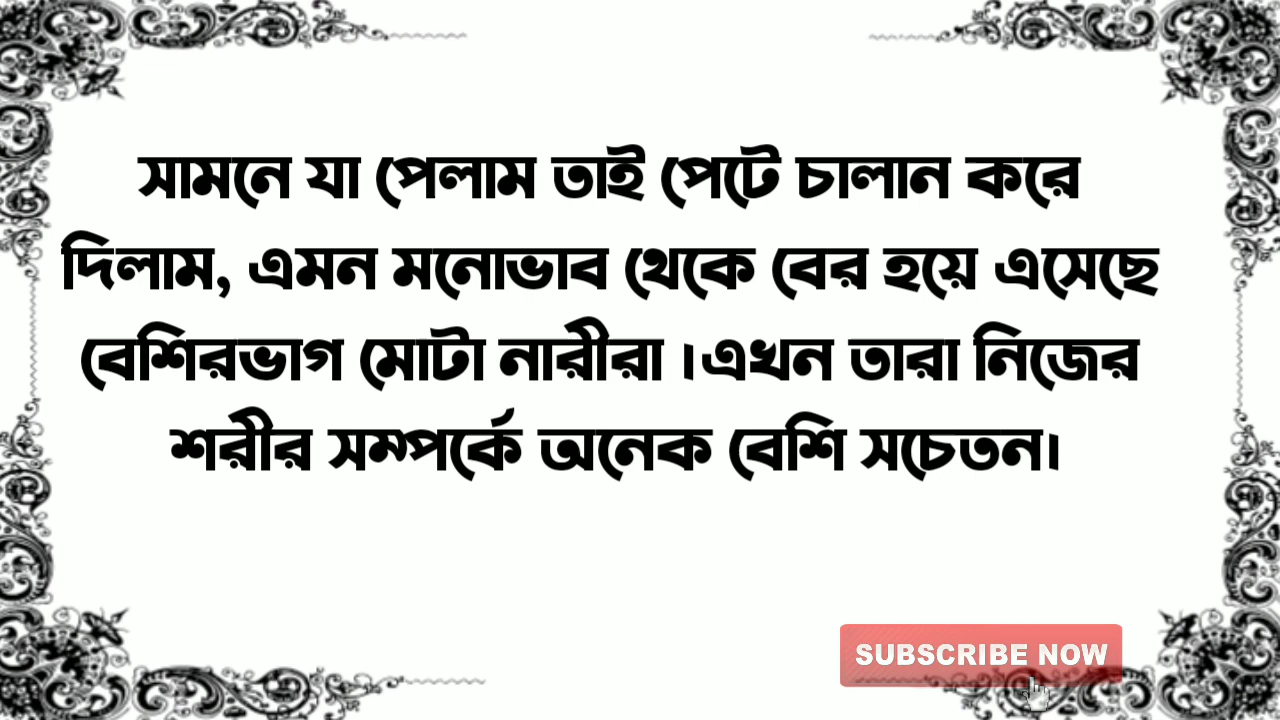 সামনে যা পেলাম তাই পেটে চালান করে
দিলাম, এমন মনোভাব থেকে বের হয়ে এসেছে
বেশিরভাগ মোটা নারীরা ।এখন তারা নিজের
শরীর সম্পর্কে অনেক বেশি সচেতন।
SUBSCRIBE NOW